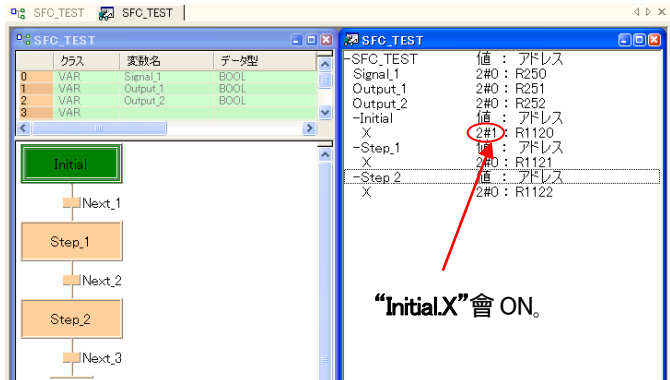 SFC_TEST SFC_TEST
SFC_TEST
クラス 変数名 データ型
0 VAR Signal_1 BOOL
1 VAR Output_1 BOOL
2 VAR Output_2 BOOL
3 VAR
Initial
Next_1
Step_1
Next_2
Step_2
Next_3
SFC_TEST
-SFC_TEST 値 : アドレス
Signal_1 2#0 : R250
Output_1 2#0 : R251
Output_2 2#0 : R252
-Initial 値 : アドレス
X 2#1 : R1120
-Step_1 値 : アドレス
X 2#0 : R1121
-Step_2 値 : アドレス
X 2#0 : R1122
“Initial.X”會 ON。